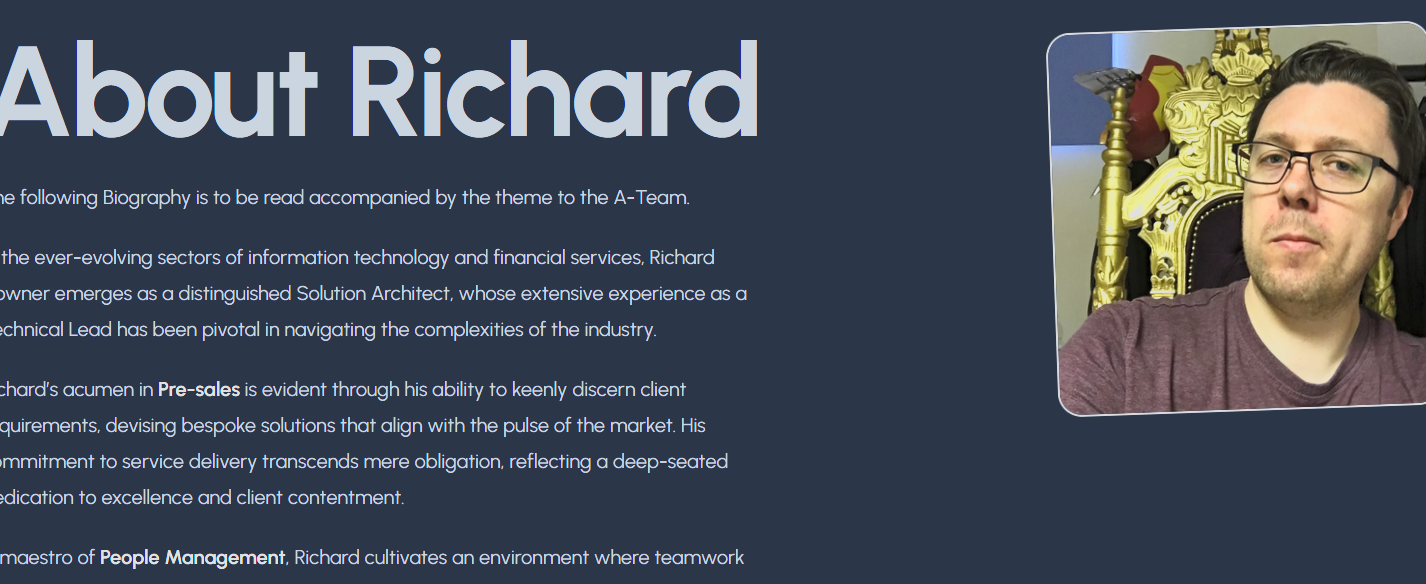 About Richard
he following Biography is to be read accompanied by the theme to the A-Team.
the ever-evolving sectors of information technology and financial services, Richard
owner emerges as a distinguished Solution Architect, whose extensive experience as a
echnical Lead has been pivotal in navigating the complexities of the industry.
chard's acumen in Pre-sales is evident through his ability to keenly discern client
quirements, devising bespoke solutions that align with the pulse of the market. His
ommitment to service delivery transcends mere obligation, reflecting a deep-seated
edication to excellence and client contentment.
maestro of People Management, Richard cultivates an environment where teamwork